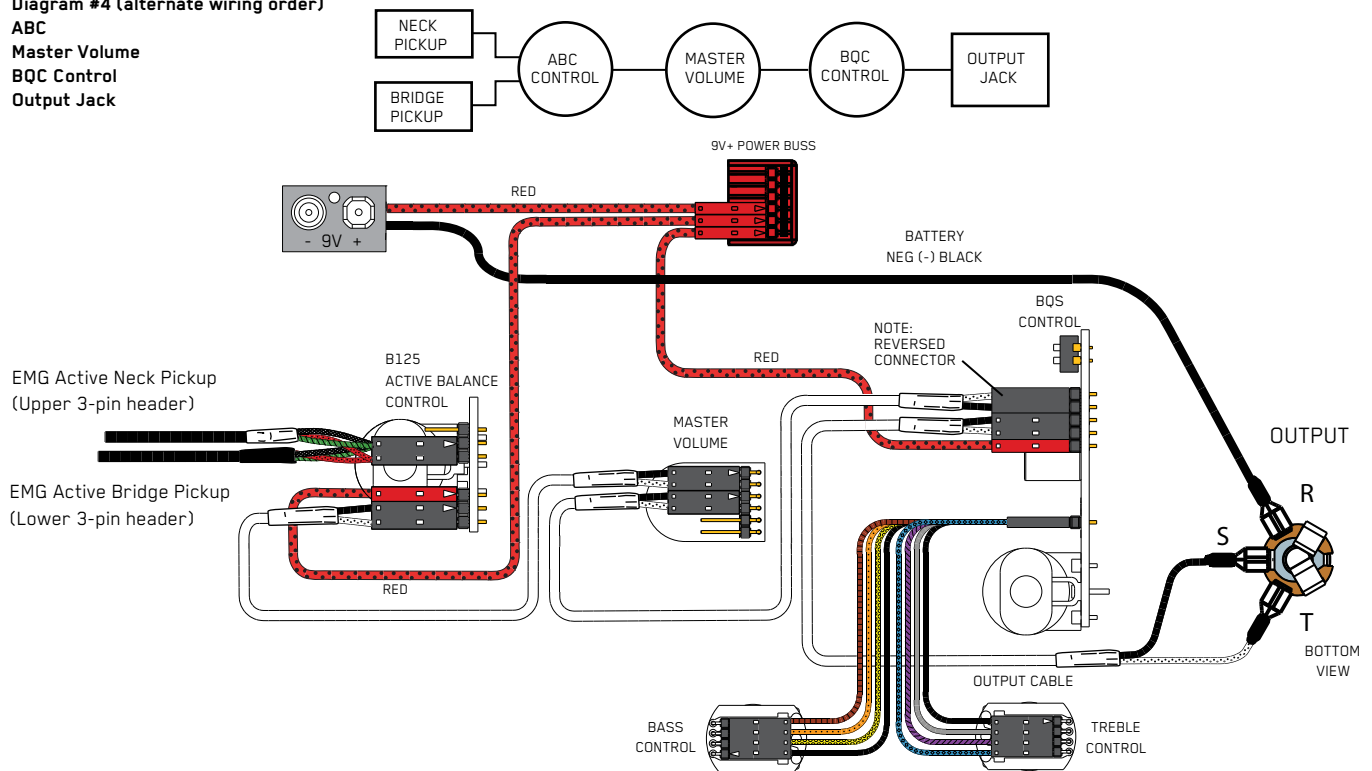 Diagram #4 (alternate wiring order)
ABC
Master Volume
BQC Control
Output Jack
NECK
PICKUP
BRIDGE
PICKUP
ABC
CONTROL
MASTER
VOLUME
BQC
CONTROL
OUTPUT
JACK
9V+ POWER BUSS
RED
- 9V +
BATTERY
NEG (-) BLACK
BQS
CONTROL
NOTE:
REVERSED
CONNECTOR
RED
B125
ACTIVE BALANCE
CONTROL
EMG Active Neck Pickup
(Upper 3-pin header)
MASTER
VOLUME
OUTPUT
EMG Active Bridge Pickup
(Lower 3-pin header)
R
S
T
RED
BOTTOM
VIEW
OUTPUT CABLE
BASS
CONTROL
TREBLE
CONTROL